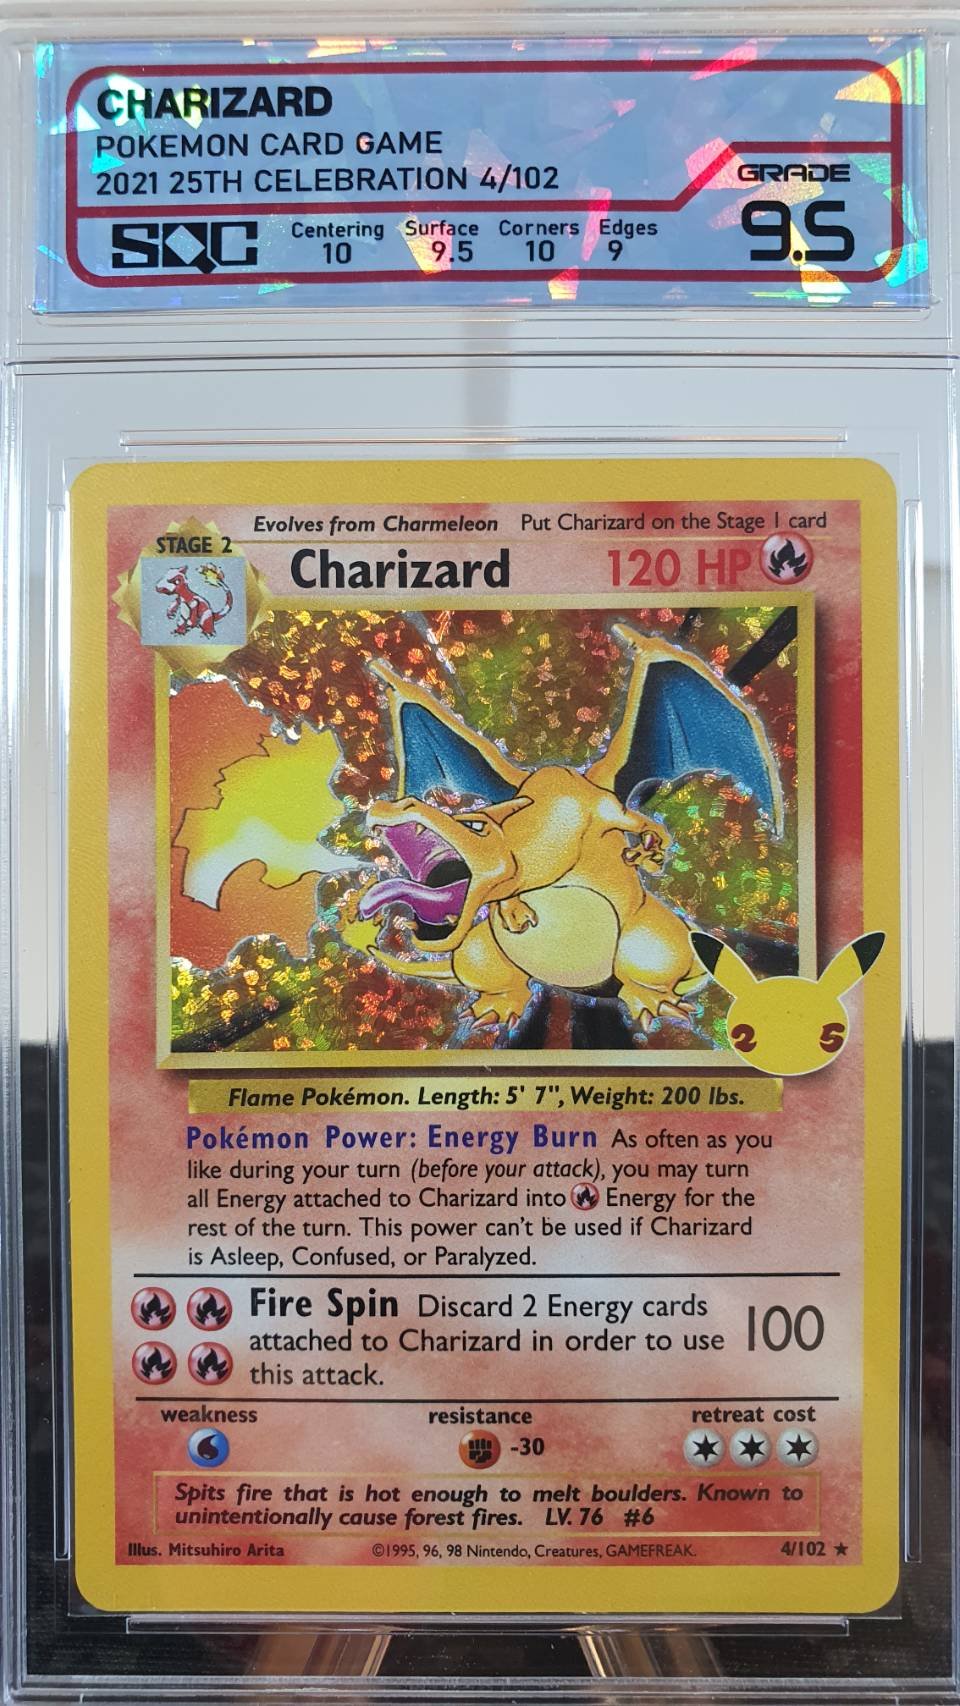 CHARIZARD
POKEMON CARD GAME
2021 25TH CELEBRATION 4/102
GRADE
9.5
SQC
Centering Surface Corners Edges
10 9.5 10 9
Evolves from Charmeleon Put Charizard on the Stage 1 card
STAGE 2
Charizard 120 HP
25
Flame Pokémon. Length: 5' 7", Weight: 200 lbs.
Pokémon Power: Energy Burn As often as you
like during your turn (before your attack), you may turn
all Energy attached to Charizard into Energy for the
rest of the turn. This power can't be used if Charizard
is Asleep, Confused, or Paralyzed.
Fire Spin Discard 2 Energy cards
attached to Charizard in order to use 100
this attack.
weakness resistance retreat cost
-30
Spits fire that is hot enough to melt boulders. Known to
unintentionally cause forest fires. LV. 76 #6
Illus. Mitsuhiro Arita ©1995, 96, 98 Nintendo, Creatures, GAMEFREAK. 4/102 ★